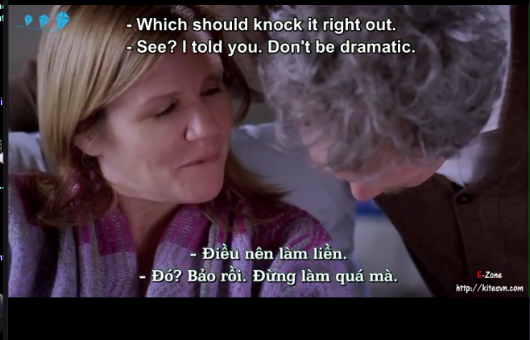 - Which should knock it right out.
- See? I told you. Don't be dramatic.
- Điều nên làm liền.
- Đó? Bảo rồi. Đừng làm quá mà.
E-Zone
http://kitesvn.com